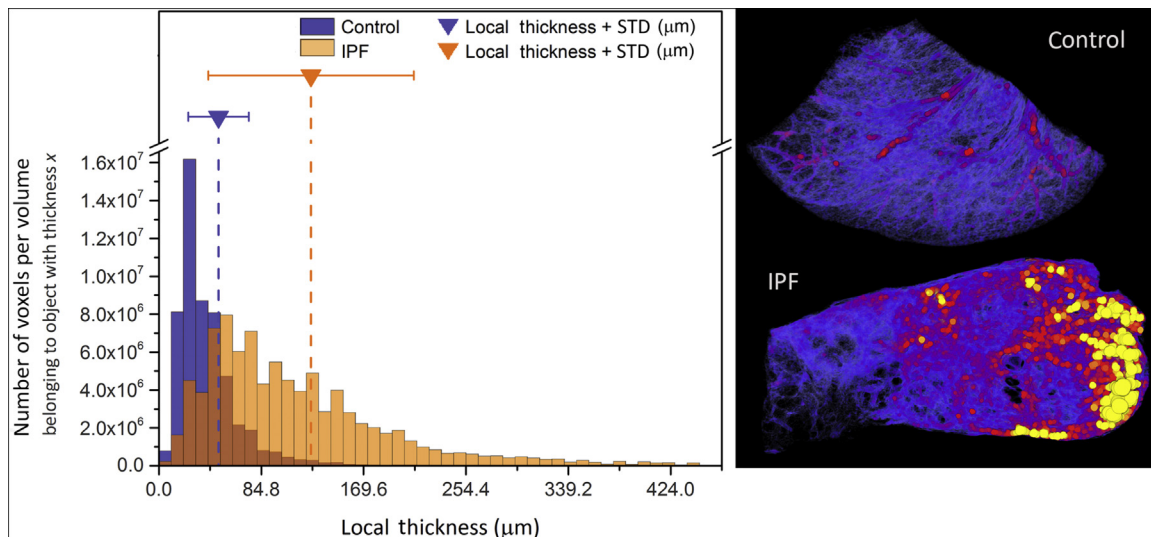 Control
IPF
Local thickness + STD (μm)
Local thickness + STD (μm)
Number of voxels per volume
belonging to object with thickness x
1.6x10⁷
1.4x10⁷
1.2x10⁷
1.0x10⁷
8.0x10⁶
6.0x10⁶
4.0x10⁶
2.0x10⁶
0.0
0.0
84.8
169.6
254.4
339.2
424.0
Local thickness (μm)
Control
IPF